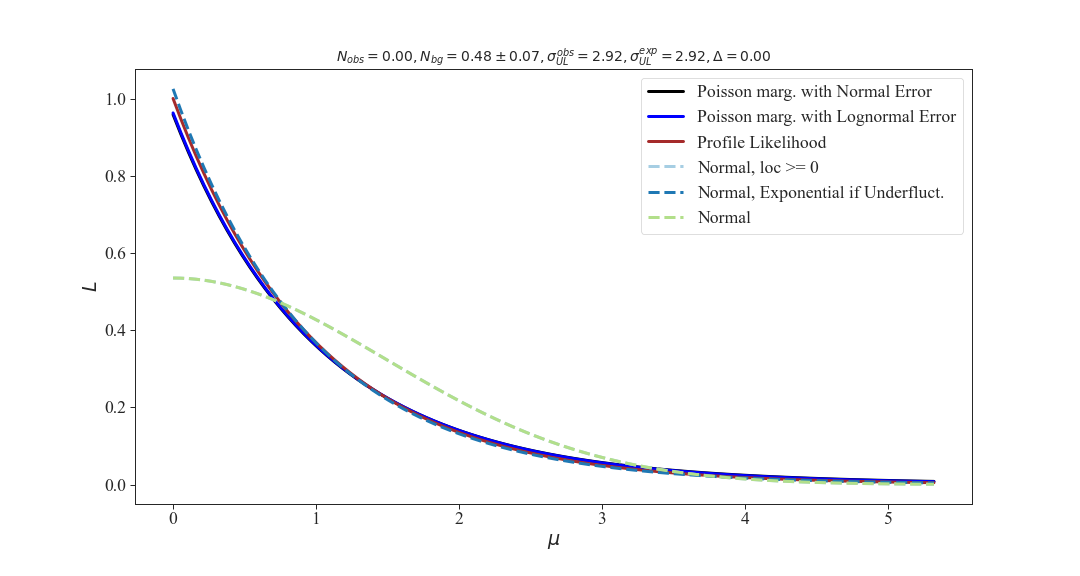 N_obs = 0.00, N_bg = 0.48 ± 0.07, σ_UL^obs = 2.92, σ_UL^exp = 2.92, Δ = 0.00
Poisson marg. with Normal Error
Poisson marg. with Lognormal Error
Profile Likelihood
Normal, loc >= 0
Normal, Exponential if Underfluct.
Normal
L
1.0
0.8
0.6
0.4
0.2
0.0
0 1 2 3 4 5
μ